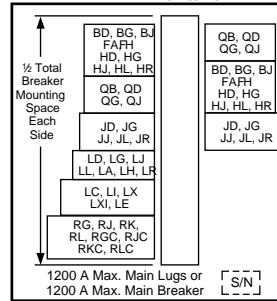 ½ Total
Breaker
Mounting
Space
Each
Side
BD, BG, BJ
FAFH
HD, HG
HJ, HL, HR
QB, QD
QG, QJ
JD, JG
JJ, JL, JR
LD, LG, LJ
LL, LA, LH, LR
LC, LI, LX
LXI, LE
RG, RJ, RK,
RL, RGC, RJC
RKC, RLC
QB, QD
QG, QJ
BD, BG, BJ
FAFH
HD, HG
HJ, HL, HR
JD, JG
JJ, JL, JR
1200 A Max. Main Lugs or
1200 A Max. Main Breaker
S/N